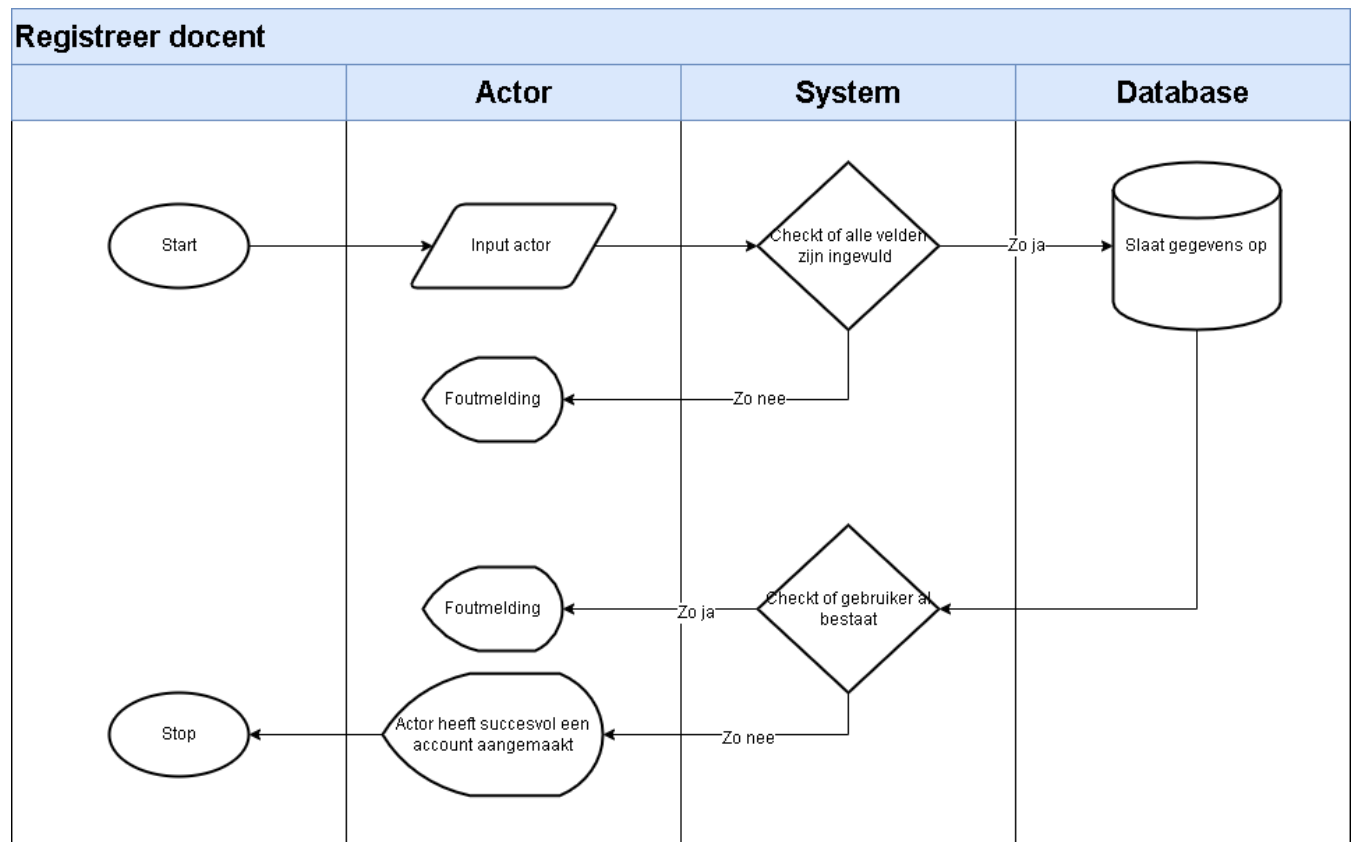 Registreer docent
Actor
System
Database
Start
Input actor
Checkt of alle velden
zijn ingevuld
Zo ja
Slaat gegevens op
Foutmelding
Zo nee
Foutmelding
Zo ja
Checkt of gebruiker al
bestaat
Stop
Actor heeft succesvol een
account aangemaakt
Zo nee